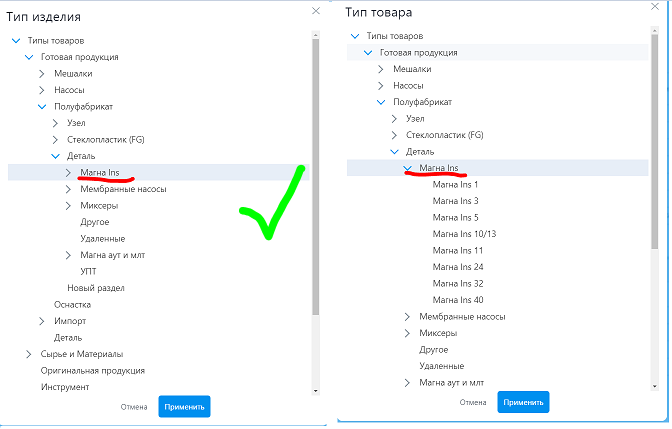 Тип изделия
Типы товаров
Готовая продукция
Мешалки
Насосы
Полуфабрикат
Узел
Стеклопластик (FG)
Деталь
Магна Ins
Мембранные насосы
Миксеры
Другое
Удаленные
Магна аут и млт
УПТ
Новый раздел
Оснастка
Импорт
Деталь
Сырье и Материалы
Оригинальная продукция
Инструмент
Отмена
Применить
Тип товара
Типы товаров
Готовая продукция
Мешалки
Насосы
Полуфабрикат
Узел
Стеклопластик (FG)
Деталь
Магна Ins
Магна Ins 1
Магна Ins 3
Магна Ins 5
Магна Ins 10/13
Магна Ins 11
Магна Ins 24
Магна Ins 32
Магна Ins 40
Мембранные насосы
Миксеры
Другое
Удаленные
Магна аут и млт
Отмена
Применить